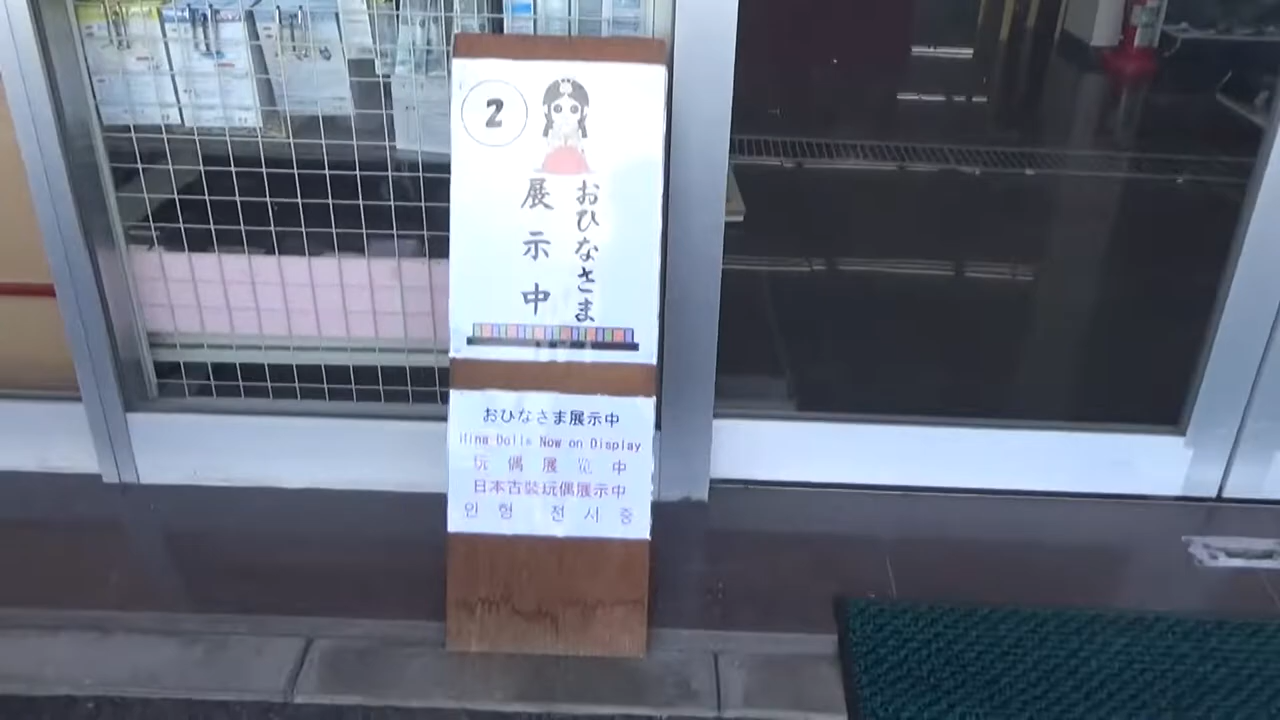 2
おひなさま
展示中
おひなさま展示中
Hina Dolls Now on Display
玩偶展览中
日本古裝玩偶展示中
인형 전시중